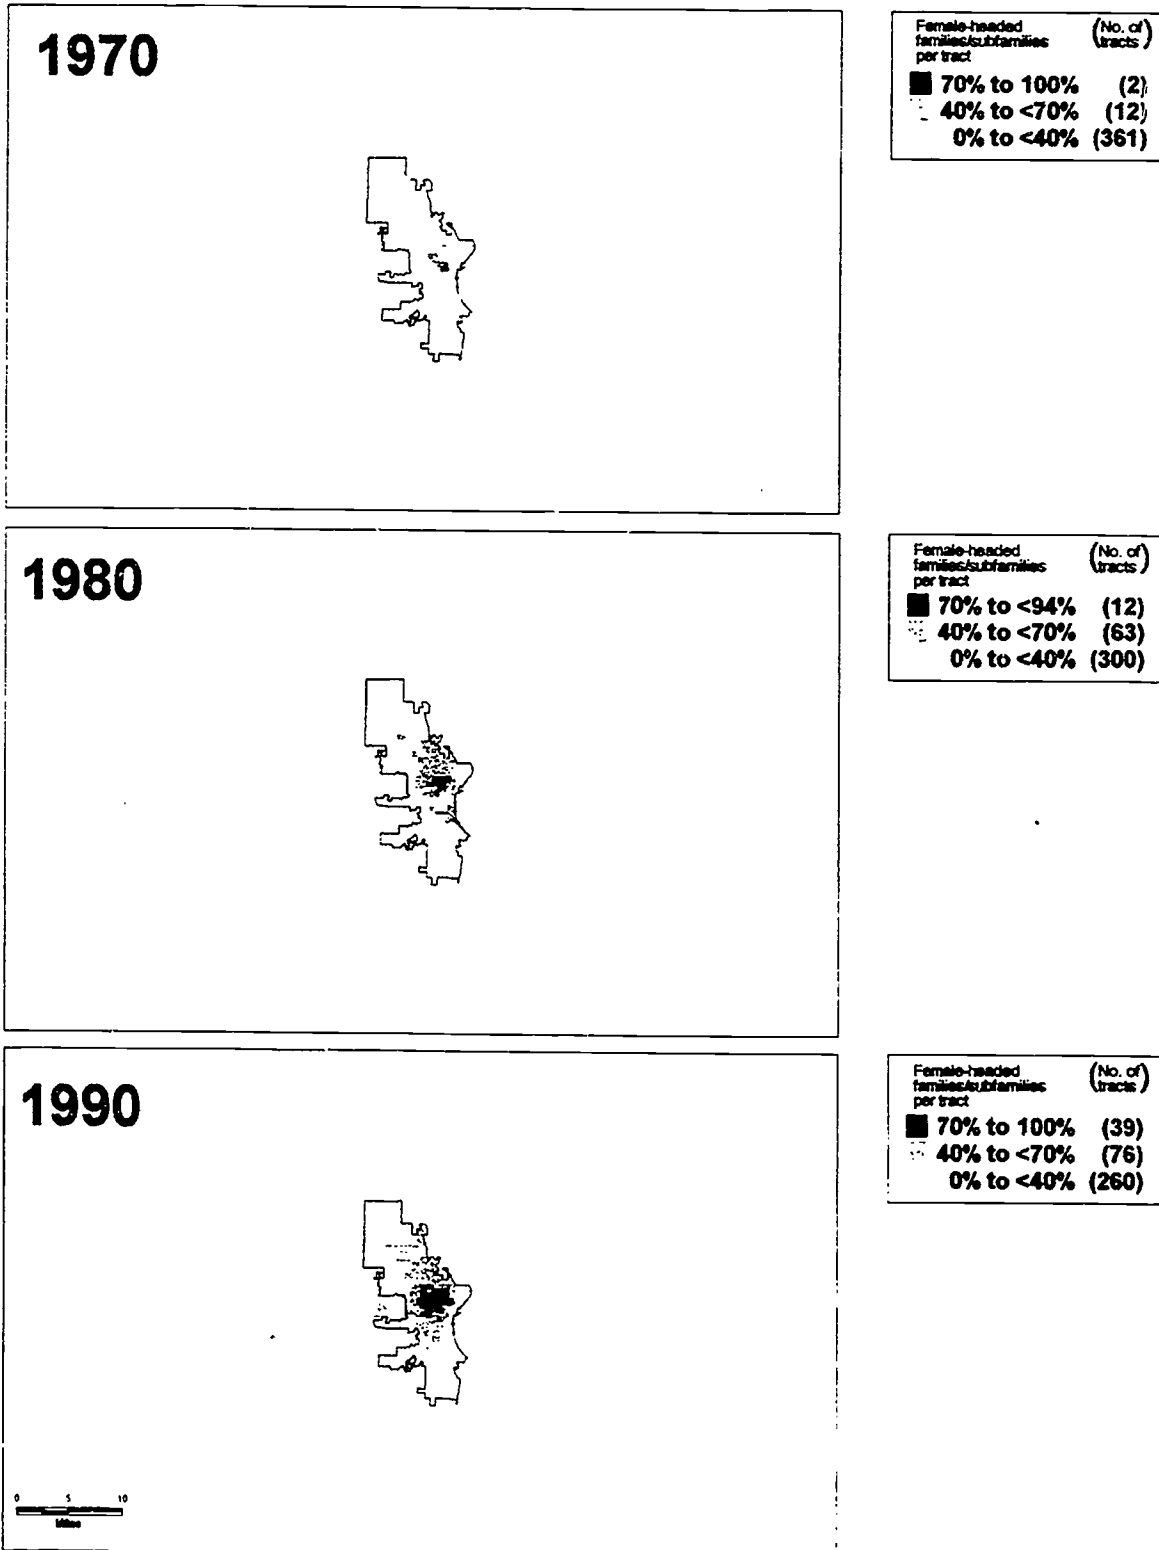 1970
Female-headed (No. of
families/subfamilies tracts)
per tract
70% to 100% (2)
40% to <70% (12)
0% to <40% (361)
1980
Female-headed (No. of
families/subfamilies tracts)
per tract
70% to <94% (12)
40% to <70% (63)
0% to <40% (300)
1990
Female-headed (No. of
families/subfamilies tracts)
per tract
70% to 100% (39)
40% to <70% (76)
0% to <40% (260)
0 5 10
Miles